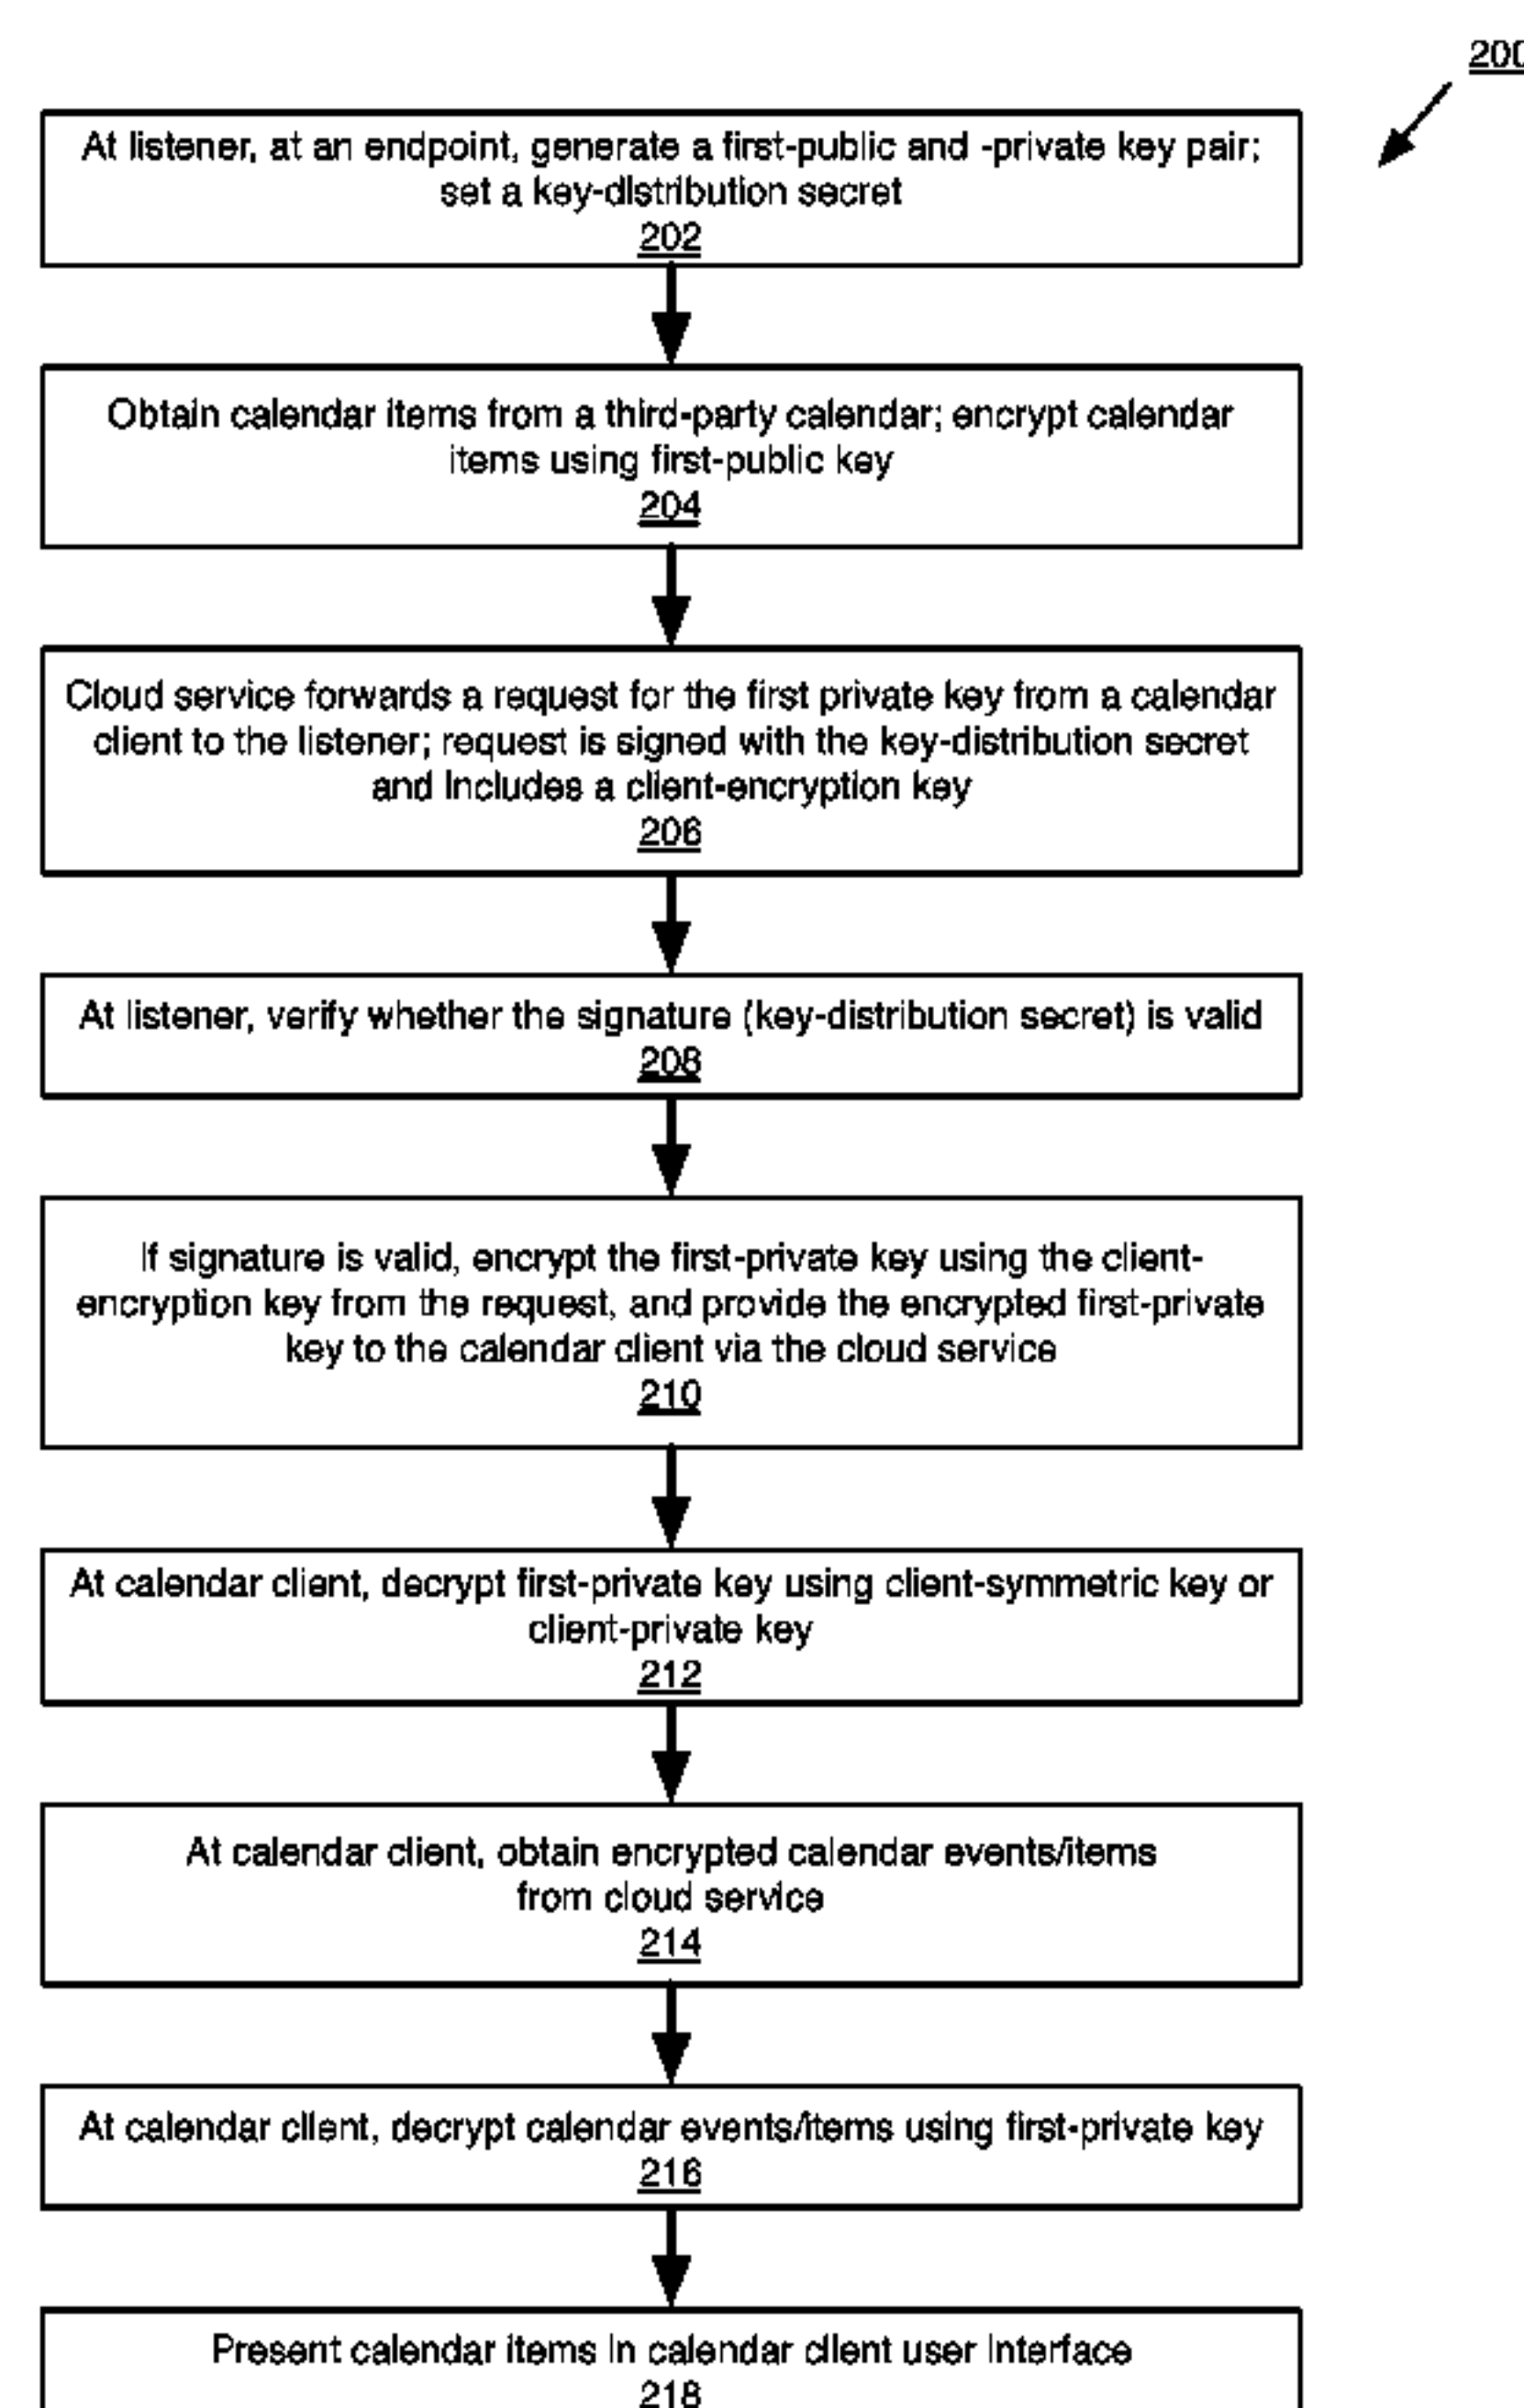 200
At listener, at an endpoint, generate a first-public and -private key pair;
set a key-distribution secret
202
Obtain calendar items from a third-party calendar; encrypt calendar
items using first-public key
204
Cloud service forwards a request for the first private key from a calendar
client to the listener; request is signed with the key-distribution secret
and includes a client-encryption key
206
At listener, verify whether the signature (key-distribution secret) is valid
208
If signature is valid, encrypt the first-private key using the client-
encryption key from the request, and provide the encrypted first-private
key to the calendar client via the cloud service
210
At calendar client, decrypt first-private key using client-symmetric key or
client-private key
212
At calendar client, obtain encrypted calendar events/items
from cloud service
214
At calendar client, decrypt calendar events/items using first-private key
216
Present calendar items in calendar client user interface
218